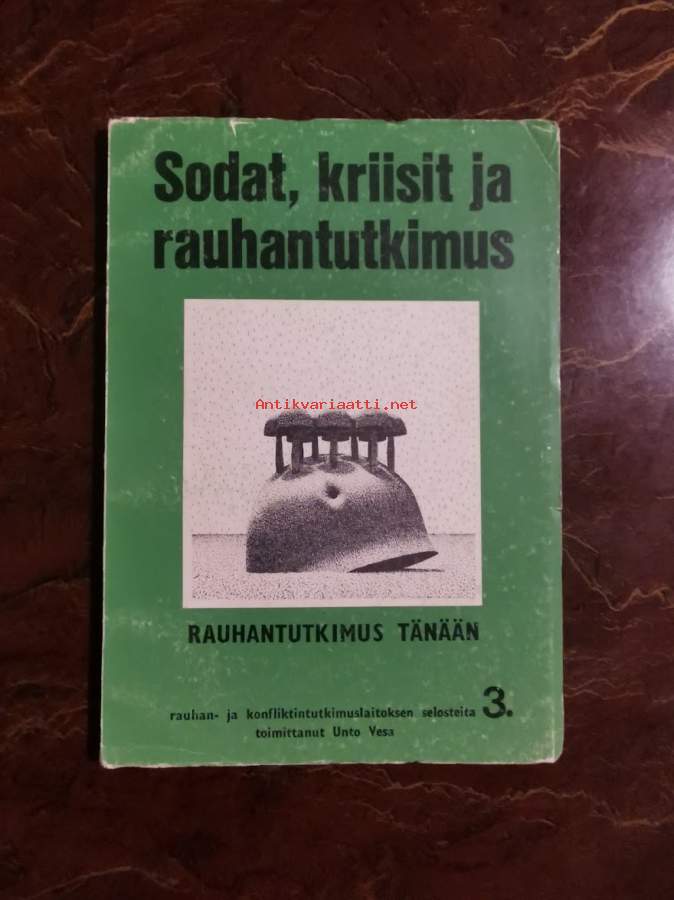 Sodat, kriisit ja
rauhantutkimus
Antikvariaatti.net
RAUHANTUTKIMUS TÄNÄÄN
rauhan- ja konfliktintutkimuslaitoksen selosteita 3.
toimittanut Unto Vesa